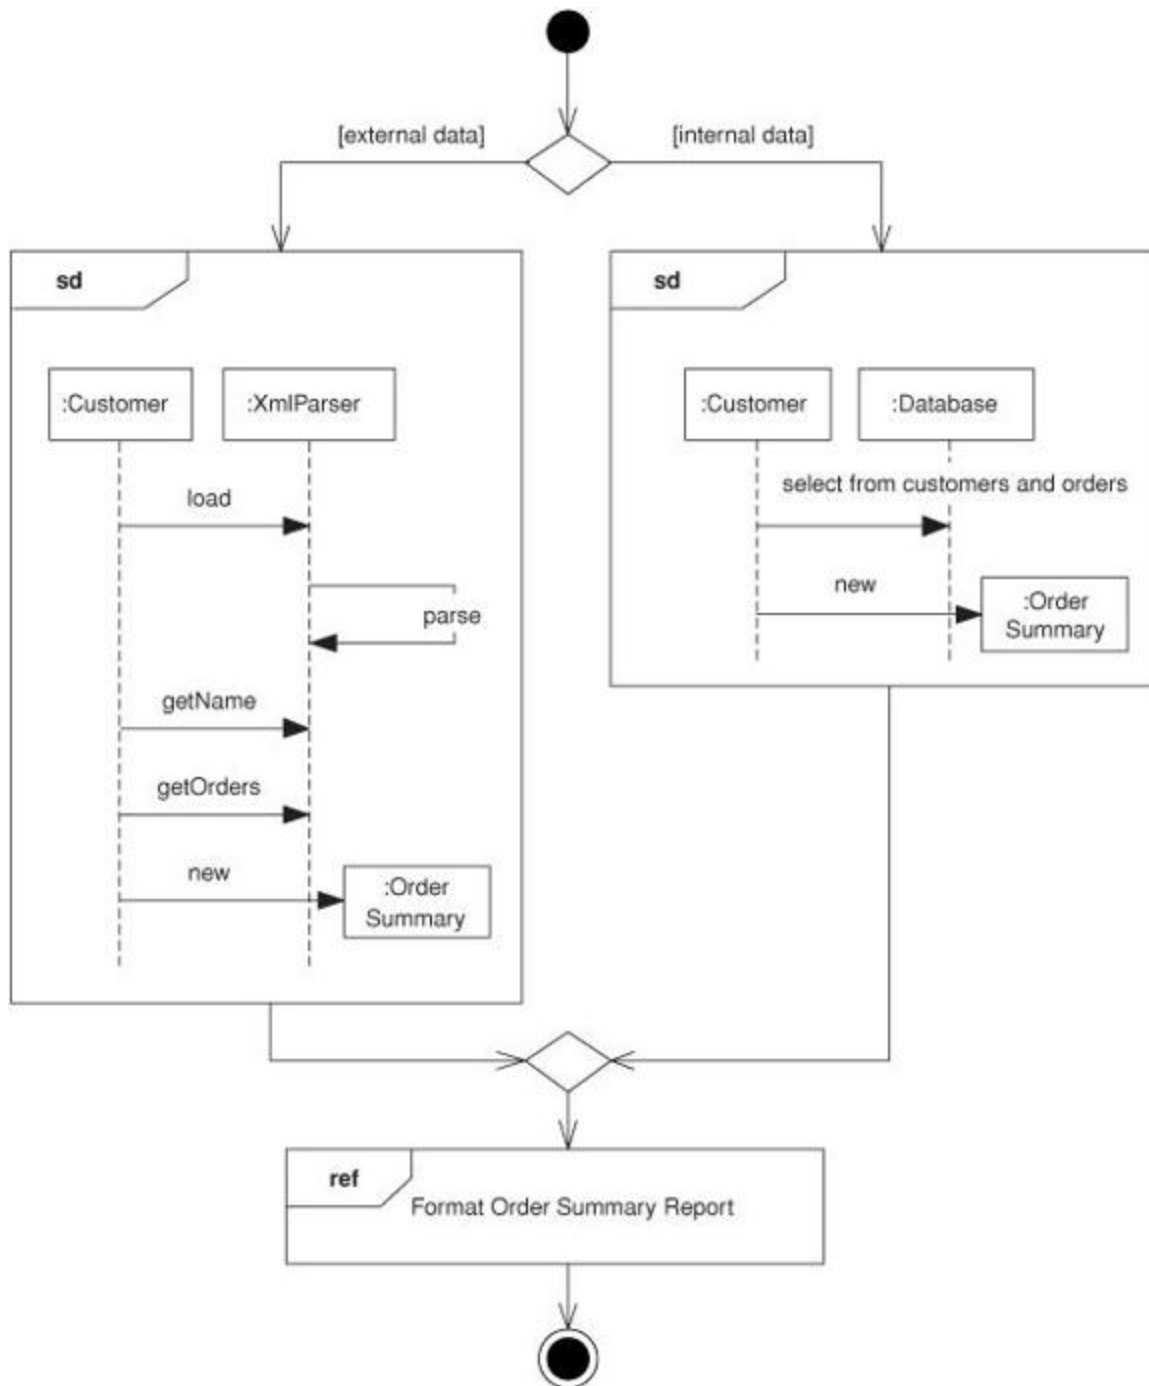 [external data]
[internal data]
sd
:Customer
:XmlParser
load
parse
getName
getOrders
new
:Order
Summary
sd
:Customer
:Database
select from customers and orders
new
:Order
Summary
ref
Format Order Summary Report